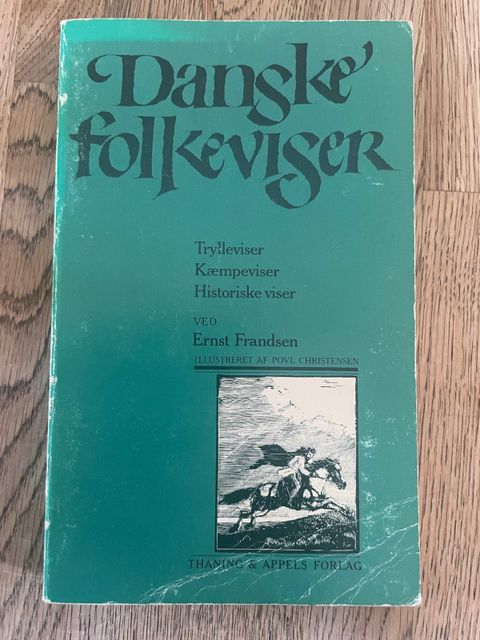 Danske
folkeviser
Trylleviser
Kæmpeviser
Historiske viser
VED
Ernst Frandsen
ILLUSTRERET AF POVL CHRISTENSEN
THANING & APPELS FORLAG